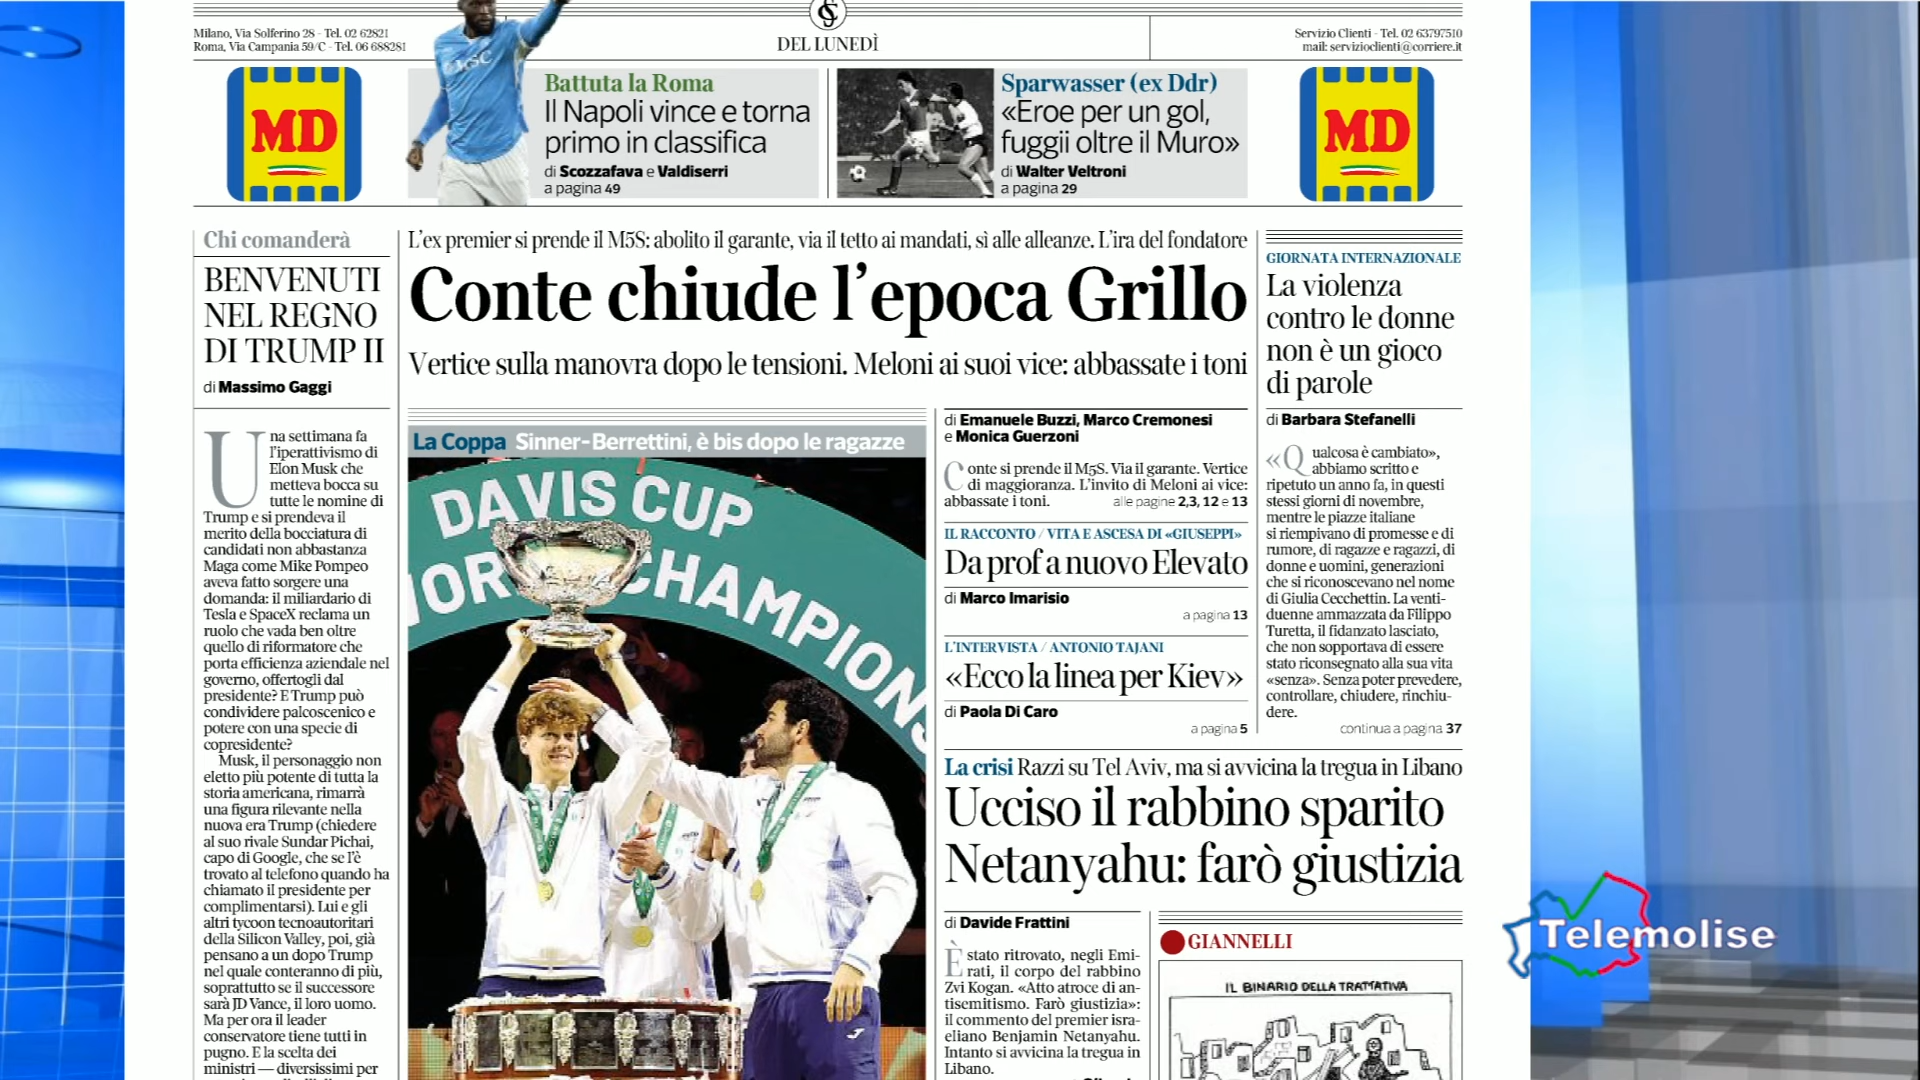 Milano, Via Solferino 28 - Tel. 02 62821
Roma, Via Campania 59/C - Tel. 06 688281
DEL LUNEDÌ
Servizio Clienti - Tel. 02 63797510
mail: servizioclienti@corriere.it
MD
Battuta la Roma
Il Napoli vince e torna
primo in classifica
di Scozzafava e Valdiserri
a pagina 49
Sparwasser (ex Ddr)
«Eroe per un gol,
fuggii oltre il Muro»
di Walter Veltroni
a pagina 29
MD
Chi comanderà
BENVENUTI
NEL REGNO
DI TRUMP II
di Massimo Gaggi
Una settimana fa
l'iperattivismo di
Elon Musk che
metteva bocca su
tutte le nomine di
Trump e si prendeva il
merito della bocciatura di
candidati non abbastanza
Maga come Mike Pompeo
aveva fatto sorgere una
domanda: il miliardario di
Tesla e SpaceX reclama un
ruolo che vada ben oltre
quello di riformatore che
porta efficienza aziendale nel
governo, offertogli dal
presidente? E Trump può
condividere palcoscenico e
potere con una specie di
copresidente?
Musk, il personaggio non
eletto più potente di tutta la
storia americana, rimarrà
una figura rilevante nella
nuova era Trump (chiedere
al suo rivale Sundar Pichai,
capo di Google, che se l'è
trovato al telefono quando ha
chiamato il presidente per
complimentarsi). Lui e gli
altri tycoon tecnoautoritari
della Silicon Valley, poi, già
pensano a un dopo Trump
nel quale conteranno di più,
soprattutto se il successore
sarà JD Vance, il loro uomo.
Ma per ora il leader
conservatore tiene tutti in
pugno. E la scelta dei
ministri — diversissimi per
L'ex premier si prende il M5S: abolito il garante, via il tetto ai mandati, sì alle alleanze. L'ira del fondatore
Conte chiude l'epoca Grillo
Vertice sulla manovra dopo le tensioni. Meloni ai suoi vice: abbassate i toni
La Coppa Sinner-Berrettini, è bis dopo le ragazze
DAVIS CUP
WOR CHAMPIONS
di Emanuele Buzzi, Marco Cremonesi
e Monica Guerzoni
Conte si prende il M5S. Via il garante. Vertice
di maggioranza. L'invito di Meloni ai vice:
abbassate i toni. alle pagine 2,3, 12 e 13
IL RACCONTO / VITA E ASCESA DI «GIUSEPPI»
Da prof a nuovo Elevato
di Marco Imarisio
a pagina 13
L'INTERVISTA / ANTONIO TAJANI
«Ecco la linea per Kiev»
di Paola Di Caro
a pagina 5
GIORNATA INTERNAZIONALE
La violenza
contro le donne
non è un gioco
di parole
di Barbara Stefanelli
«Qualcosa è cambiato»,
abbiamo scritto e
ripetuto un anno fa, in questi
stessi giorni di novembre,
mentre le piazze italiane
si riempivano di promesse e di
rumore, di ragazze e ragazzi, di
donne e uomini, generazioni
che si riconoscevano nel nome
di Giulia Cecchettin. La venti-
duenne ammazzata da Filippo
Turetta, il fidanzato lasciato,
che non sopportava di essere
stato riconsegnato alla sua vita
«senza». Senza poter prevedere,
controllare, chiudere, rinchiu-
dere.
continua a pagina 37
La crisi Razzi su Tel Aviv, ma si avvicina la tregua in Libano
Ucciso il rabbino sparito
Netanyahu: farò giustizia
di Davide Frattini
È stato ritrovato, negli Emi-
rati, il corpo del rabbino
Zvi Kogan. «Atto atroce di an-
tisemitismo. Farò giustizia»:
il commento del premier isra-
eliano Benjamin Netanyahu.
Intanto si avvicina la tregua in
Libano.
GIANNELLI
IL BINARIO DELLA TRATTATIVA
Telemolise